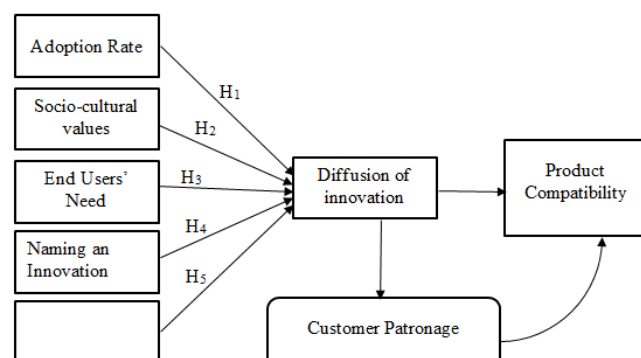 Adoption Rate
H1
Socio-cultural
values
H2
End Users'
Need
H3
Diffusion of
innovation
Product
Compatibility
Naming an
Innovation
H4
H5
Customer Patronage